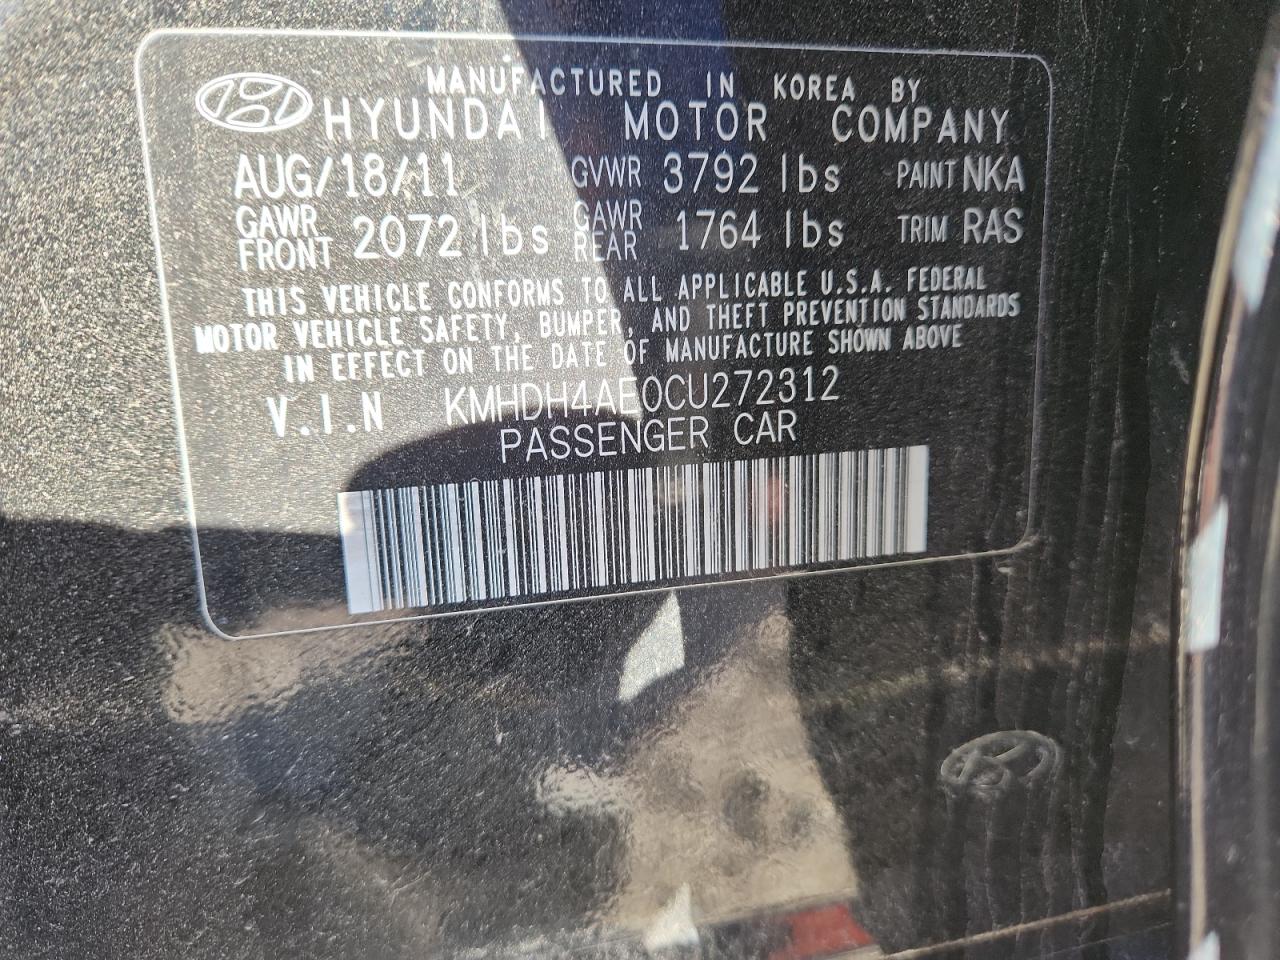 MANUFACTURED IN KOREA BY
HYUNDAI MOTOR COMPANY
AUG/18/11 GVWR 3792 lbs PAINT NKA
GAWR FRONT 2072 lbs GAWR REAR 1764 lbs TRIM RAS
THIS VEHICLE CONFORMS TO ALL APPLICABLE U.S.A. FEDERAL
MOTOR VEHICLE SAFETY, BUMPER, AND THEFT PREVENTION STANDARDS
IN EFFECT ON THE DATE OF MANUFACTURE SHOWN ABOVE
V.I.N KMHDH4AE0CU272312
PASSENGER CAR